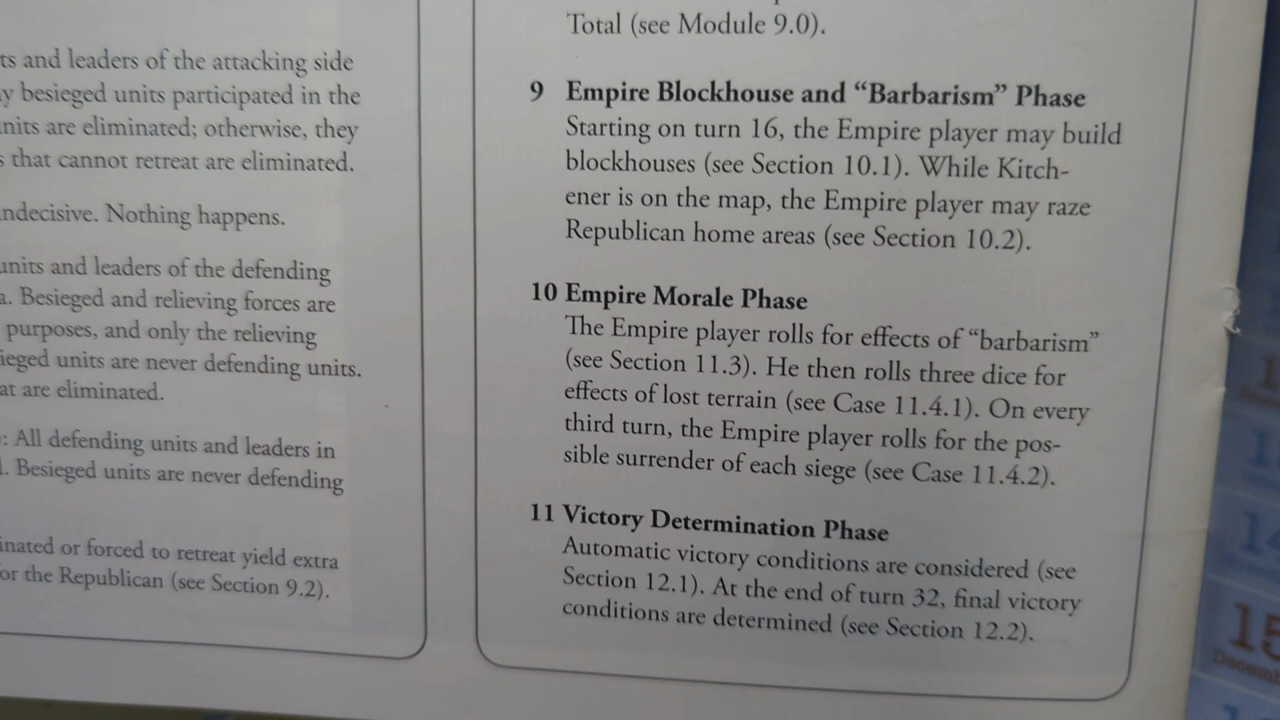 ts and leaders of the attacking side
y besieged units participated in the
nits are eliminated; otherwise, they
s that cannot retreat are eliminated.
ndecisive. Nothing happens.
units and leaders of the defending
a. Besieged and relieving forces are
purposes, and only the relieving
ieged units are never defending units.
at are eliminated.
: All defending units and leaders in
l. Besieged units are never defending
inated or forced to retreat yield extra
or the Republican (see Section 9.2).
Total (see Module 9.0).
9 Empire Blockhouse and “Barbarism” Phase
Starting on turn 16, the Empire player may build
blockhouses (see Section 10.1). While Kitch-
ener is on the map, the Empire player may raze
Republican home areas (see Section 10.2).
10 Empire Morale Phase
The Empire player rolls for effects of “barbarism”
(see Section 11.3). He then rolls three dice for
effects of lost terrain (see Case 11.4.1). On every
third turn, the Empire player rolls for the pos-
sible surrender of each siege (see Case 11.4.2).
11 Victory Determination Phase
Automatic victory conditions are considered (see
Section 12.1). At the end of turn 32, final victory
conditions are determined (see Section 12.2).
15